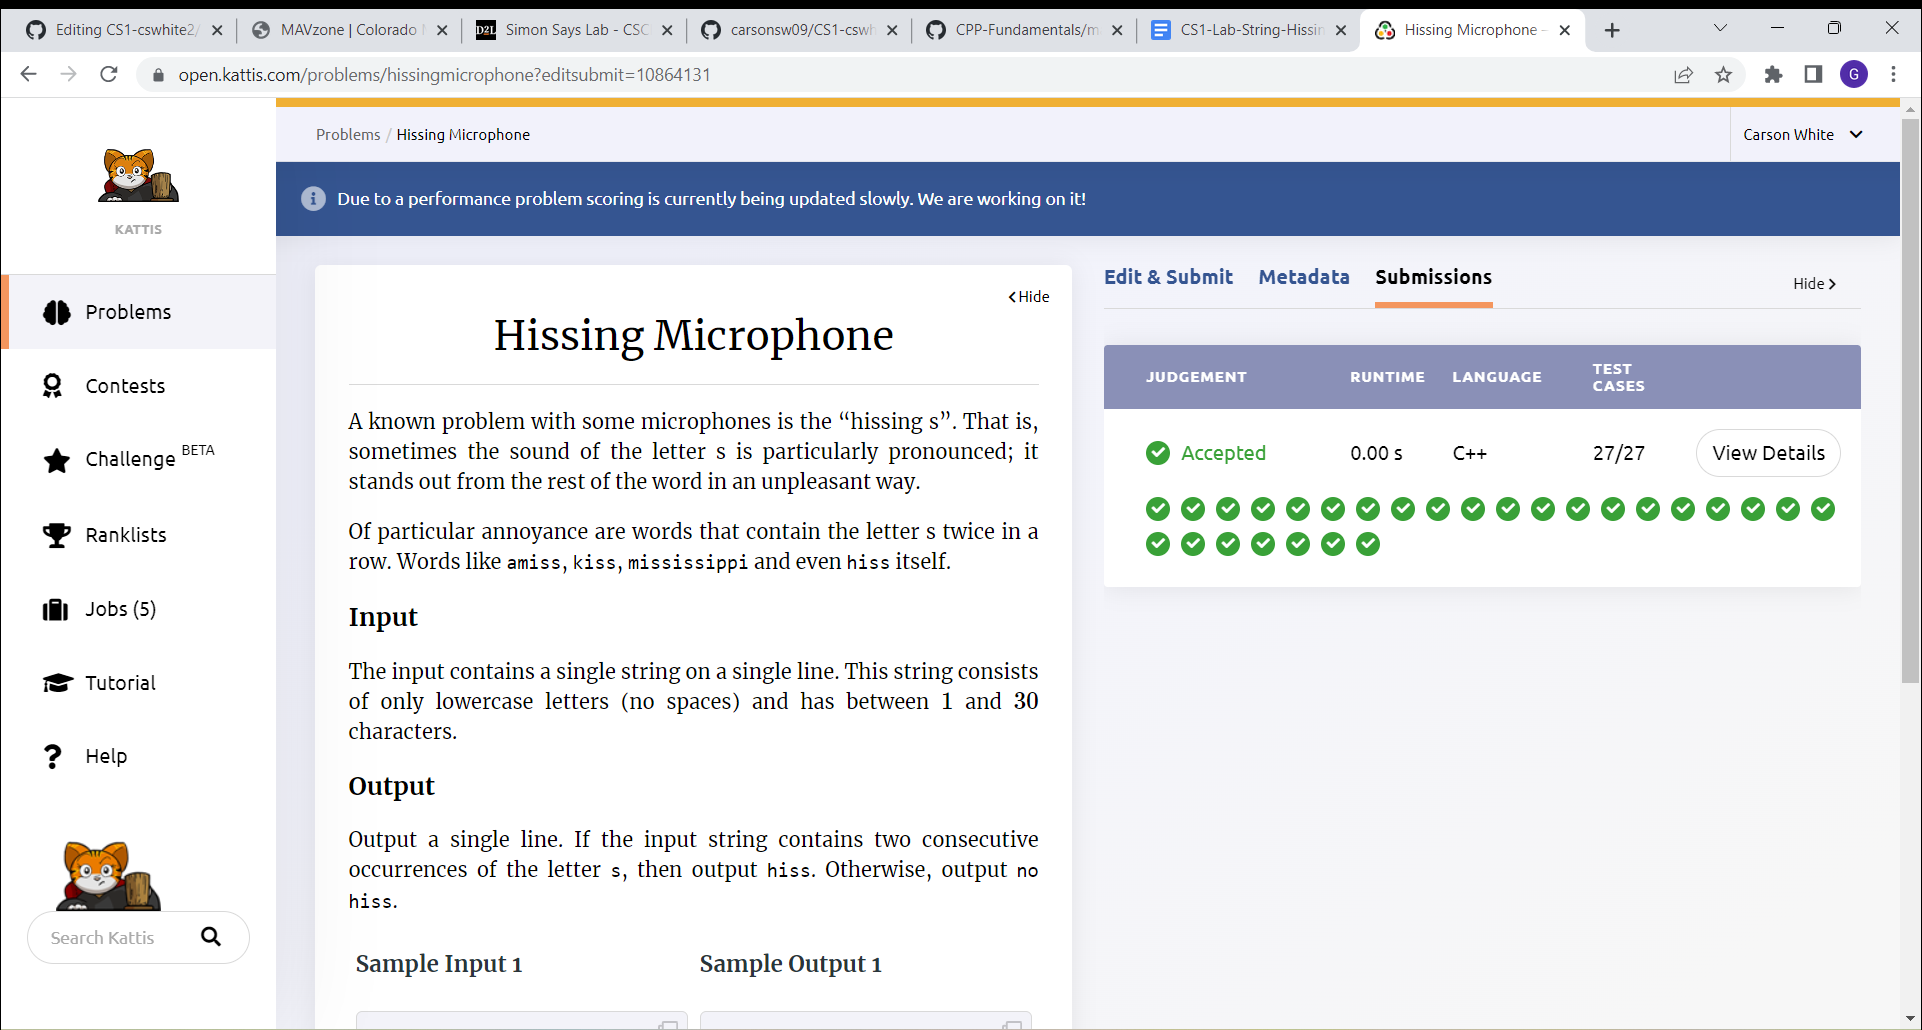 Editing CS1-cswhite2/
MAVzone | Colorado
D2L Simon Says Lab - CSC
carsonsw09/CS1-cswh
CPP-Fundamentals/m
CS1-Lab-String-Hissin
Hissing Microphone -
open.kattis.com/problems/hissingmicrophone?editsubmit=10864131
G
KATTIS
Problems
Contests
Challenge BETA
Ranklists
Jobs (5)
Tutorial
Help
Search Kattis
Problems / Hissing Microphone
Carson White
Due to a performance problem scoring is currently being updated slowly. We are working on it!
Hide
Hissing Microphone
A known problem with some microphones is the “hissing s”. That is,
sometimes the sound of the letter s is particularly pronounced; it
stands out from the rest of the word in an unpleasant way.
Of particular annoyance are words that contain the letter s twice in a
row. Words like amiss, kiss, mississippi and even hiss itself.
Input
The input contains a single string on a single line. This string consists
of only lowercase letters (no spaces) and has between 1 and 30
characters.
Output
Output a single line. If the input string contains two consecutive
occurrences of the letter s, then output hiss. Otherwise, output no
hiss.
Sample Input 1
Sample Output 1
Edit & Submit
Metadata
Submissions
Hide
JUDGEMENT
RUNTIME
LANGUAGE
TEST
CASES
Accepted
0.00 s
C++
27/27
View Details